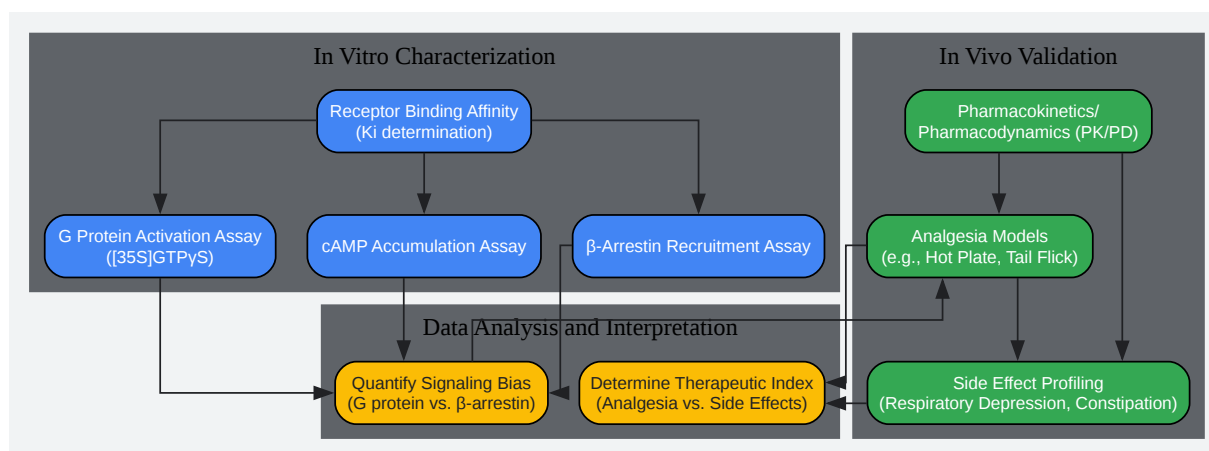 In Vitro Characterization
Receptor Binding Affinity
(Ki determination)
G Protein Activation Assay
([35S]GTPγS)
cAMP Accumulation Assay
β-Arrestin Recruitment Assay
In Vivo Validation
Pharmacokinetics/
Pharmacodynamics (PK/PD)
Analgesia Models
(e.g., Hot Plate, Tail Flick)
Side Effect Profiling
(Respiratory Depression, Constipation)
Data Analysis and Interpretation
Quantify Signaling Bias
(G protein vs. β-arrestin)
Determine Therapeutic Index
(Analgesia vs. Side Effects)